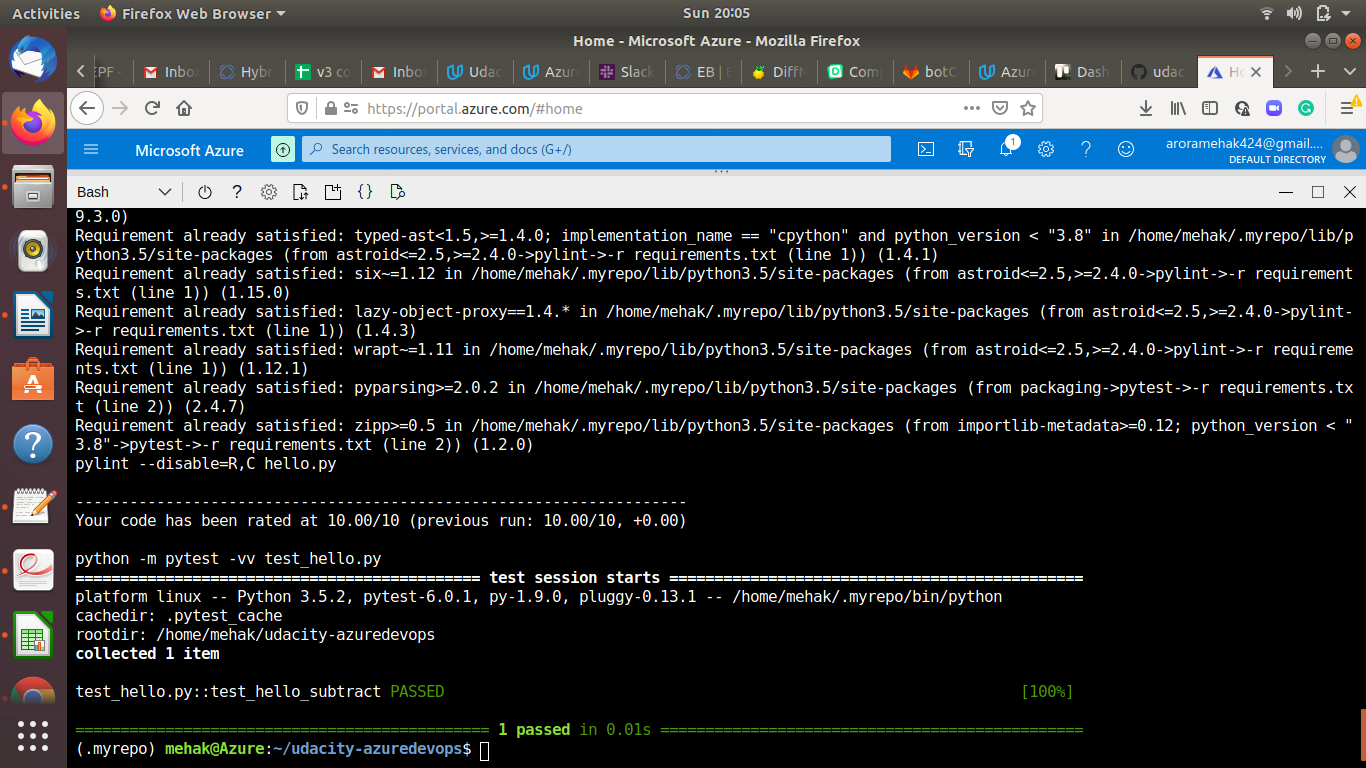 Activities Firefox Web Browser Sun 20:05
Home - Microsoft Azure - Mozilla Firefox
EPF - Inbo Hybr v3 co Inbo Udac Azur Slack EB | E DiffN Comp botC Azur Dash udac Ho
https://portal.azure.com/#home
Microsoft Azure Search resources, services, and docs (G+/) 1 aroramehak424@gmail....
DEFAULT DIRECTORY
Bash
9.3.0)
Requirement already satisfied: typed-ast<1.5,>=1.4.0; implementation_name == "cpython" and python_version < "3.8" in /home/mehak/.myrepo/lib/p
ython3.5/site-packages (from astroid<=2.5,>=2.4.0->pylint->-r requirements.txt (line 1)) (1.4.1)
Requirement already satisfied: six~=1.12 in /home/mehak/.myrepo/lib/python3.5/site-packages (from astroid<=2.5,>=2.4.0->pylint->-r requirement
s.txt (line 1)) (1.15.0)
Requirement already satisfied: lazy-object-proxy==1.4.* in /home/mehak/.myrepo/lib/python3.5/site-packages (from astroid<=2.5,>=2.4.0->pylint-
>-r requirements.txt (line 1)) (1.4.3)
Requirement already satisfied: wrapt~=1.11 in /home/mehak/.myrepo/lib/python3.5/site-packages (from astroid<=2.5,>=2.4.0->pylint->-r requireme
nts.txt (line 1)) (1.12.1)
Requirement already satisfied: pyparsing>=2.0.2 in /home/mehak/.myrepo/lib/python3.5/site-packages (from packaging->pytest->-r requirements.tx
t (line 2)) (2.4.7)
Requirement already satisfied: zipp>=0.5 in /home/mehak/.myrepo/lib/python3.5/site-packages (from importlib-metadata>=0.12; python_version < "
3.8"->pytest->-r requirements.txt (line 2)) (1.2.0)
pylint --disable=R,C hello.py
--------------------------------------------------------------------
Your code has been rated at 10.00/10 (previous run: 10.00/10, +0.00)
python -m pytest -vv test_hello.py
============================================= test session starts ==============================================
platform linux -- Python 3.5.2, pytest-6.0.1, py-1.9.0, pluggy-0.13.1 -- /home/mehak/.myrepo/bin/python
cachedir: .pytest_cache
rootdir: /home/mehak/udacity-azuredevops
collected 1 item
test_hello.py::test_hello_subtract PASSED [100%]
============================================== 1 passed in 0.01s ===============================================
(.myrepo) mehak@Azure:~/udacity-azuredevops$